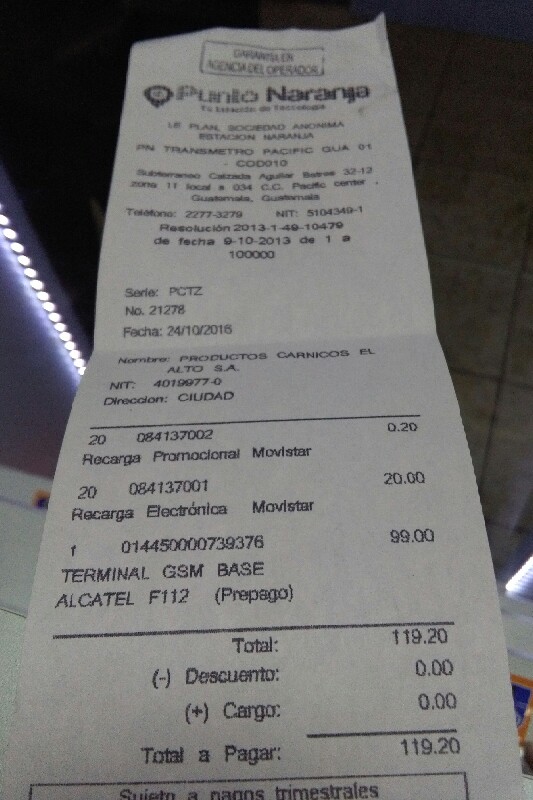 GARANTIA EN
AGENCIA DEL OPERADOR
Punto Naranja
Tu Estación de Tecnología
LE PLAN, SOCIEDAD ANONIMA
ESTACION NARANJA
PN TRANSMETRO PACIFIC GUA 01
- COD010
Subterraneo Calzada Aguilar Batres 32-12
zona 11 local a 034 C.C. Pacific center ,
Guatemala, Guatemala
Teléfono: 2277-3279 NIT: 5104349-1
Resolución 2013-1-49-10479
de fecha 9-10-2013 de 1 a
100000
Serie: PCTZ
No. 21278
Fecha: 24/10/2016
Nombre: PRODUCTOS CARNICOS EL
ALTO S.A.
NIT: 4019977-0
Direccion: CIUDAD
20 084137002 0.20
Recarga Promocional Movistar
20 084137001 20.00
Recarga Electrónica Movistar
1 014450000739376 99.00
TERMINAL GSM BASE
ALCATEL F112 (Prepago)
Total: 119.20
(-) Descuento: 0.00
(+) Cargo: 0.00
Total a Pagar: 119.20
Sujeto a pagos trimestrales